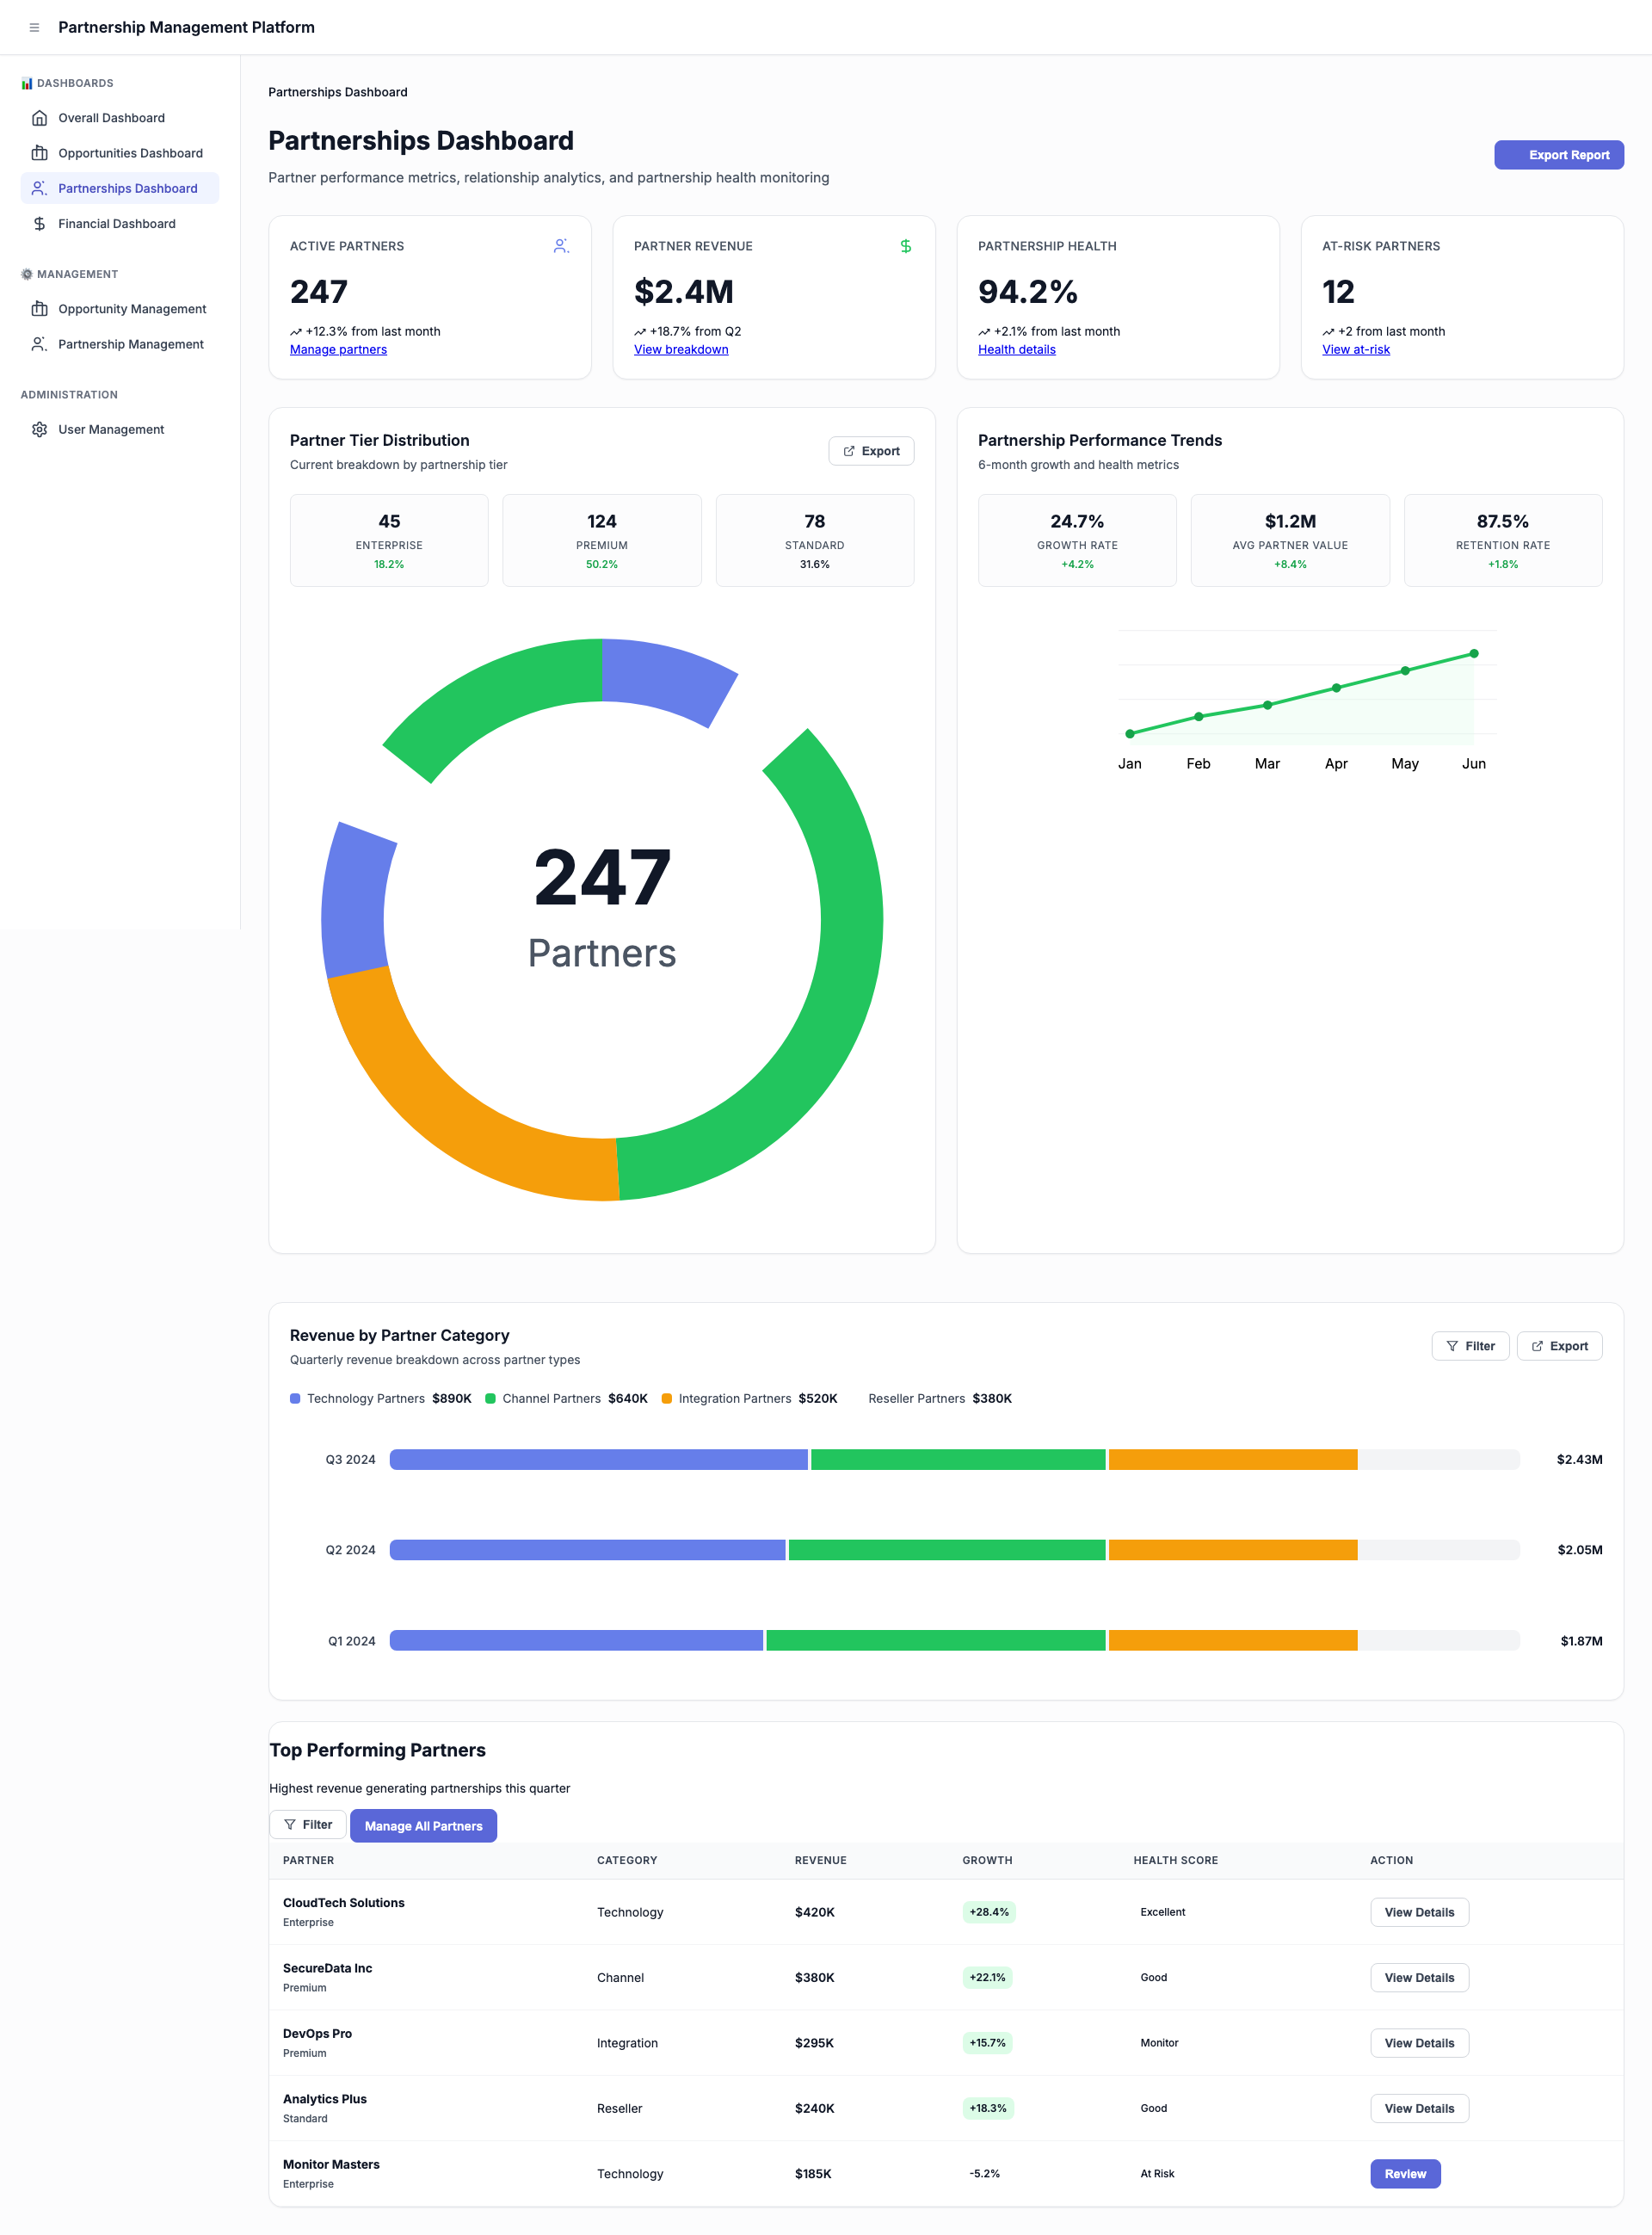 Partnership Management Platform
DASHBOARDS
Overall Dashboard
Opportunities Dashboard
Partnerships Dashboard
Financial Dashboard
MANAGEMENT
Opportunity Management
Partnership Management
ADMINISTRATION
User Management
Partnerships Dashboard
Partnerships Dashboard
Partner performance metrics, relationship analytics, and partnership health monitoring
Export Report
ACTIVE PARTNERS
247
+12.3% from last month
Manage partners
PARTNER REVENUE
$2.4M
+18.7% from Q2
View breakdown
PARTNERSHIP HEALTH
94.2%
+2.1% from last month
Health details
AT-RISK PARTNERS
12
+2 from last month
View at-risk
Partner Tier Distribution
Current breakdown by partnership tier
Export
45
ENTERPRISE
18.2%
124
PREMIUM
50.2%
78
STANDARD
31.6%
247
Partners
Partnership Performance Trends
6-month growth and health metrics
24.7%
GROWTH RATE
+4.2%
$1.2M
AVG PARTNER VALUE
+8.4%
87.5%
RETENTION RATE
+1.8%
Jan Feb Mar Apr May Jun
Revenue by Partner Category
Quarterly revenue breakdown across partner types
Filter
Export
Technology Partners $890K Channel Partners $640K Integration Partners $520K Reseller Partners $380K
Q3 2024 $2.43M
Q2 2024 $2.05M
Q1 2024 $1.87M
Top Performing Partners
Highest revenue generating partnerships this quarter
Filter
Manage All Partners
PARTNER CATEGORY REVENUE GROWTH HEALTH SCORE ACTION
CloudTech Solutions
Enterprise
Technology $420K +28.4% Excellent View Details
SecureData Inc
Premium
Channel $380K +22.1% Good View Details
DevOps Pro
Premium
Integration $295K +15.7% Monitor View Details
Analytics Plus
Standard
Reseller $240K +18.3% Good View Details
Monitor Masters
Enterprise
Technology $185K -5.2% At Risk Review